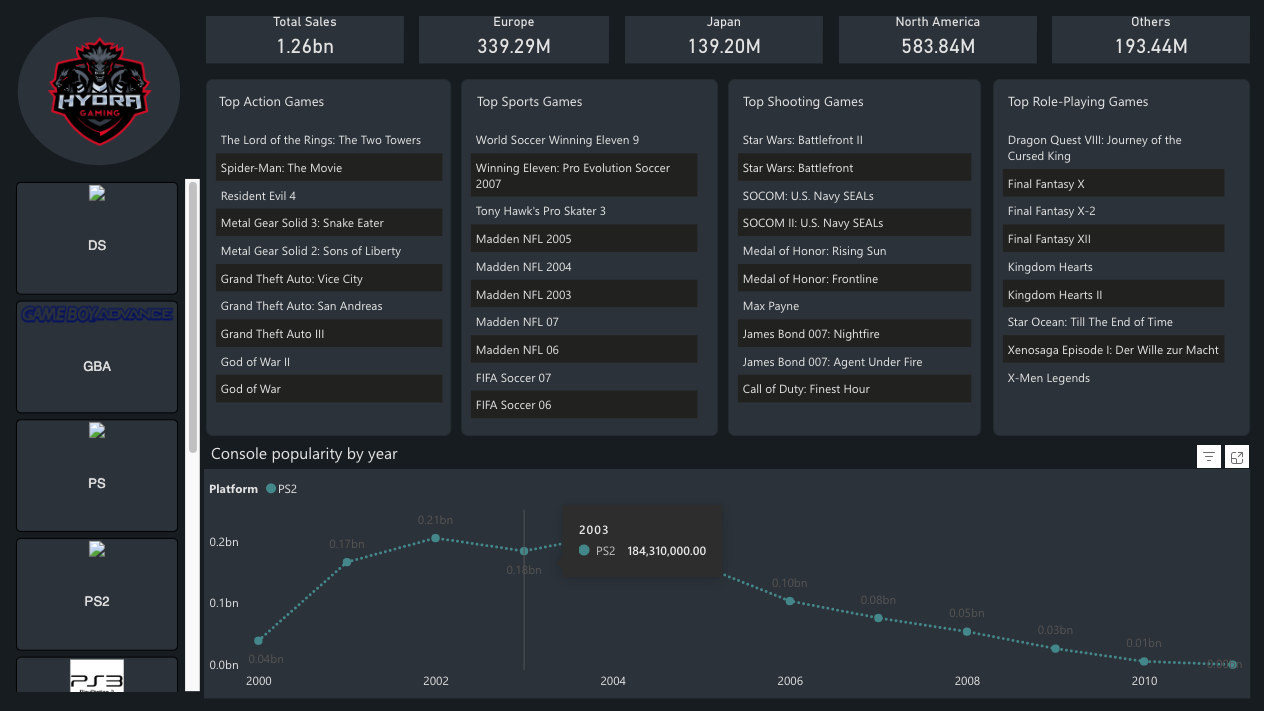 Total Sales
1.26bn
Europe
339.29M
Japan
139.20M
North America
583.84M
Others
193.44M
HYDRA
GAMING
DS
GAME BOY ADVANCE
GBA
PS
PS2
PS3
Top Action Games
The Lord of the Rings: The Two Towers
Spider-Man: The Movie
Resident Evil 4
Metal Gear Solid 3: Snake Eater
Metal Gear Solid 2: Sons of Liberty
Grand Theft Auto: Vice City
Grand Theft Auto: San Andreas
Grand Theft Auto III
God of War II
God of War
Top Sports Games
World Soccer Winning Eleven 9
Winning Eleven: Pro Evolution Soccer
2007
Tony Hawk's Pro Skater 3
Madden NFL 2005
Madden NFL 2004
Madden NFL 2003
Madden NFL 07
Madden NFL 06
FIFA Soccer 07
FIFA Soccer 06
Top Shooting Games
Star Wars: Battlefront II
Star Wars: Battlefront
SOCOM: U.S. Navy SEALs
SOCOM II: U.S. Navy SEALs
Medal of Honor: Rising Sun
Medal of Honor: Frontline
Max Payne
James Bond 007: Nightfire
James Bond 007: Agent Under Fire
Call of Duty: Finest Hour
Top Role-Playing Games
Dragon Quest VIII: Journey of the
Cursed King
Final Fantasy X
Final Fantasy X-2
Final Fantasy XII
Kingdom Hearts
Kingdom Hearts II
Star Ocean: Till The End of Time
Xenosaga Episode I: Der Wille zur Macht
X-Men Legends
Console popularity by year
Platform PS2
0.2bn
0.1bn
0.0bn
0.04bn
0.17bn
0.21bn
0.18bn
2003
PS2 184,310,000.00
0.10bn
0.08bn
0.05bn
0.03bn
0.01bn
0.00bn
2000
2002
2004
2006
2008
2010